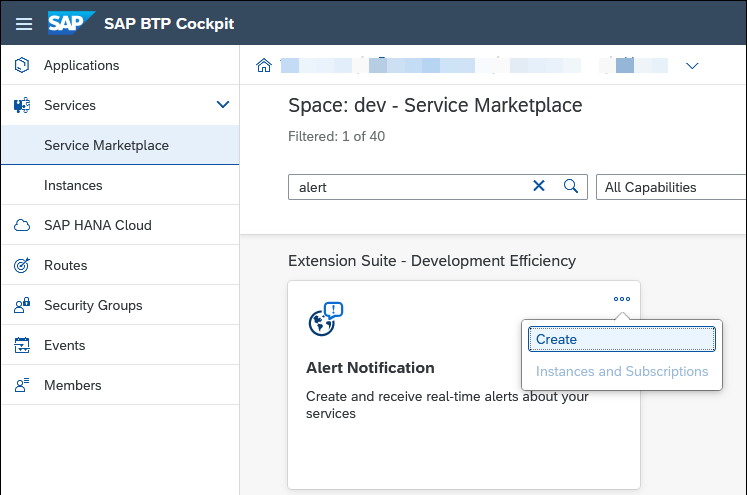 SAP SAP BTP Cockpit
Applications
Services
Service Marketplace
Instances
SAP HANA Cloud
Routes
Security Groups
Events
Members
Space: dev - Service Marketplace
Filtered: 1 of 40
alert
All Capabilities
Extension Suite - Development Efficiency
Create
Instances and Subscriptions
Alert Notification
Create and receive real-time alerts about your
services